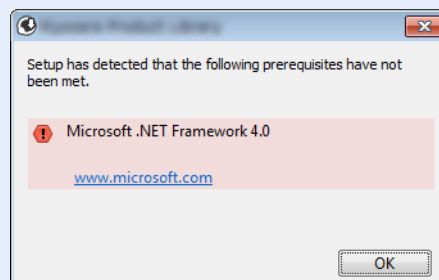 Setup has detected that the following prerequisites have not
been met.
Microsoft .NET Framework 4.0
www.microsoft.com
OK